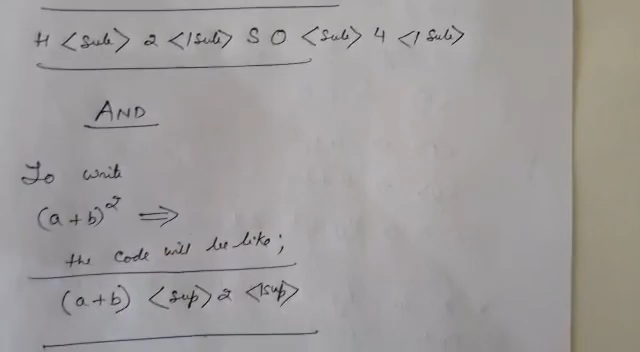 H <sub> 2 </sub> S O <sub> 4 </sub>
AND
To write
(a+b)² ⇒
the code will be like;
(a+b) <sup> 2 </sup>